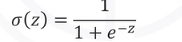 σ(z) = 1 / (1 + e^{-z})